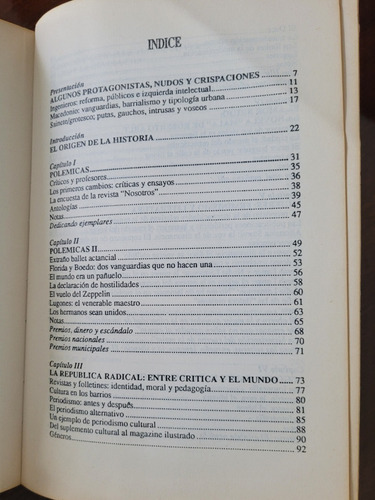 INDICE
Presentación
ALGUNOS PROTAGONISTAS, NUDOS Y CRISPACIONES 7
Ingenieros: reforma, públicos e izquierda intelectual 11
Macedonio: vanguardias, barrialismo y tipología urbana 13
Sainete/grotesco; putas, gauchos, intrusas y voseos 17
Introducción
EL ORIGEN DE LA HISTORIA 22
Capítulo I
POLEMICAS 31
Críticos y profesores 35
Los primeros cambios: críticas y ensayos 36
La encuesta de la revista "Nosotros" 38
Antologías 41
Notas 45
Dedicando ejemplares 47
Capítulo II
POLEMICAS II 49
Extraño ballet actancial 52
Florida y Boedo: dos vanguardias que no hacen una 53
El mundo era un pañuelo 56
La declaración de hostilidades 58
El vuelo del Zeppelin 60
Lugones: el venerable maestro 61
Los hermanos sean unidos 63
Notas 65
Premios, dinero y escándalo 68
Premios nacionales 70
Premios municipales 71
Capítulo III
LA REPUBLICA RADICAL: ENTRE CRITICA Y EL MUNDO 73
Revistas y folletines: identidad, moral y pedagogía 77
Cultura en los barrios 80
Periodismo: antes y después 81
El periodismo alternativo 85
Un ejemplo de periodismo cultural 88
Del suplemento cultural al magazine ilustrado 90
Géneros 92